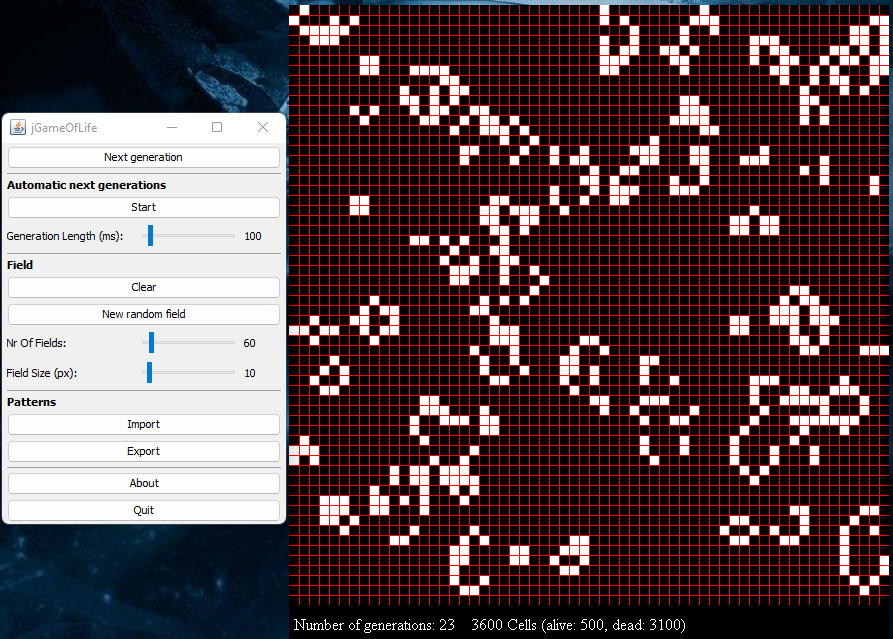 jGameOfLife
Next generation
Automatic next generations
Start
Generation Length (ms): 100
Field
Clear
New random field
Nr Of Fields: 60
Field Size (px): 10
Patterns
Import
Export
About
Quit
Number of generations: 23 3600 Cells (alive: 500, dead: 3100)